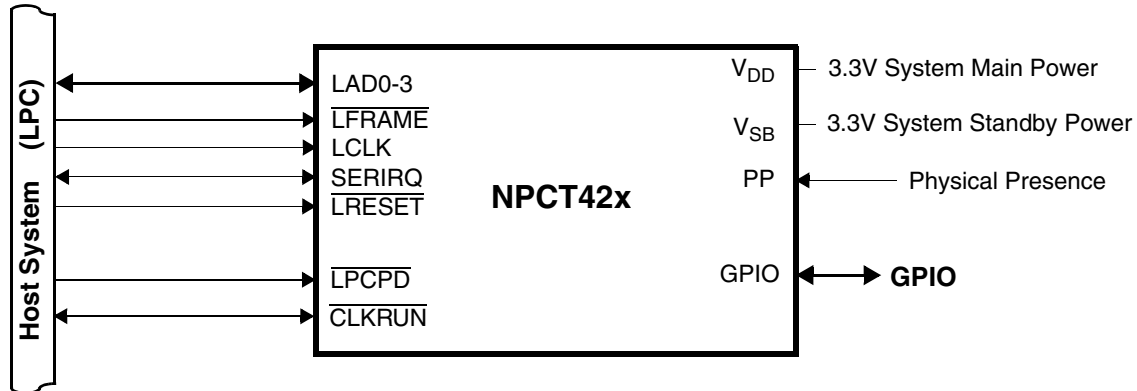 Host System (LPC)
LAD0-3
LFRAME
LCLK
SERIRQ
LRESET
LPCPD
CLKRUN
NPCT42x
VDD
3.3V System Main Power
VSB
3.3V System Standby Power
PP
Physical Presence
GPIO
GPIO